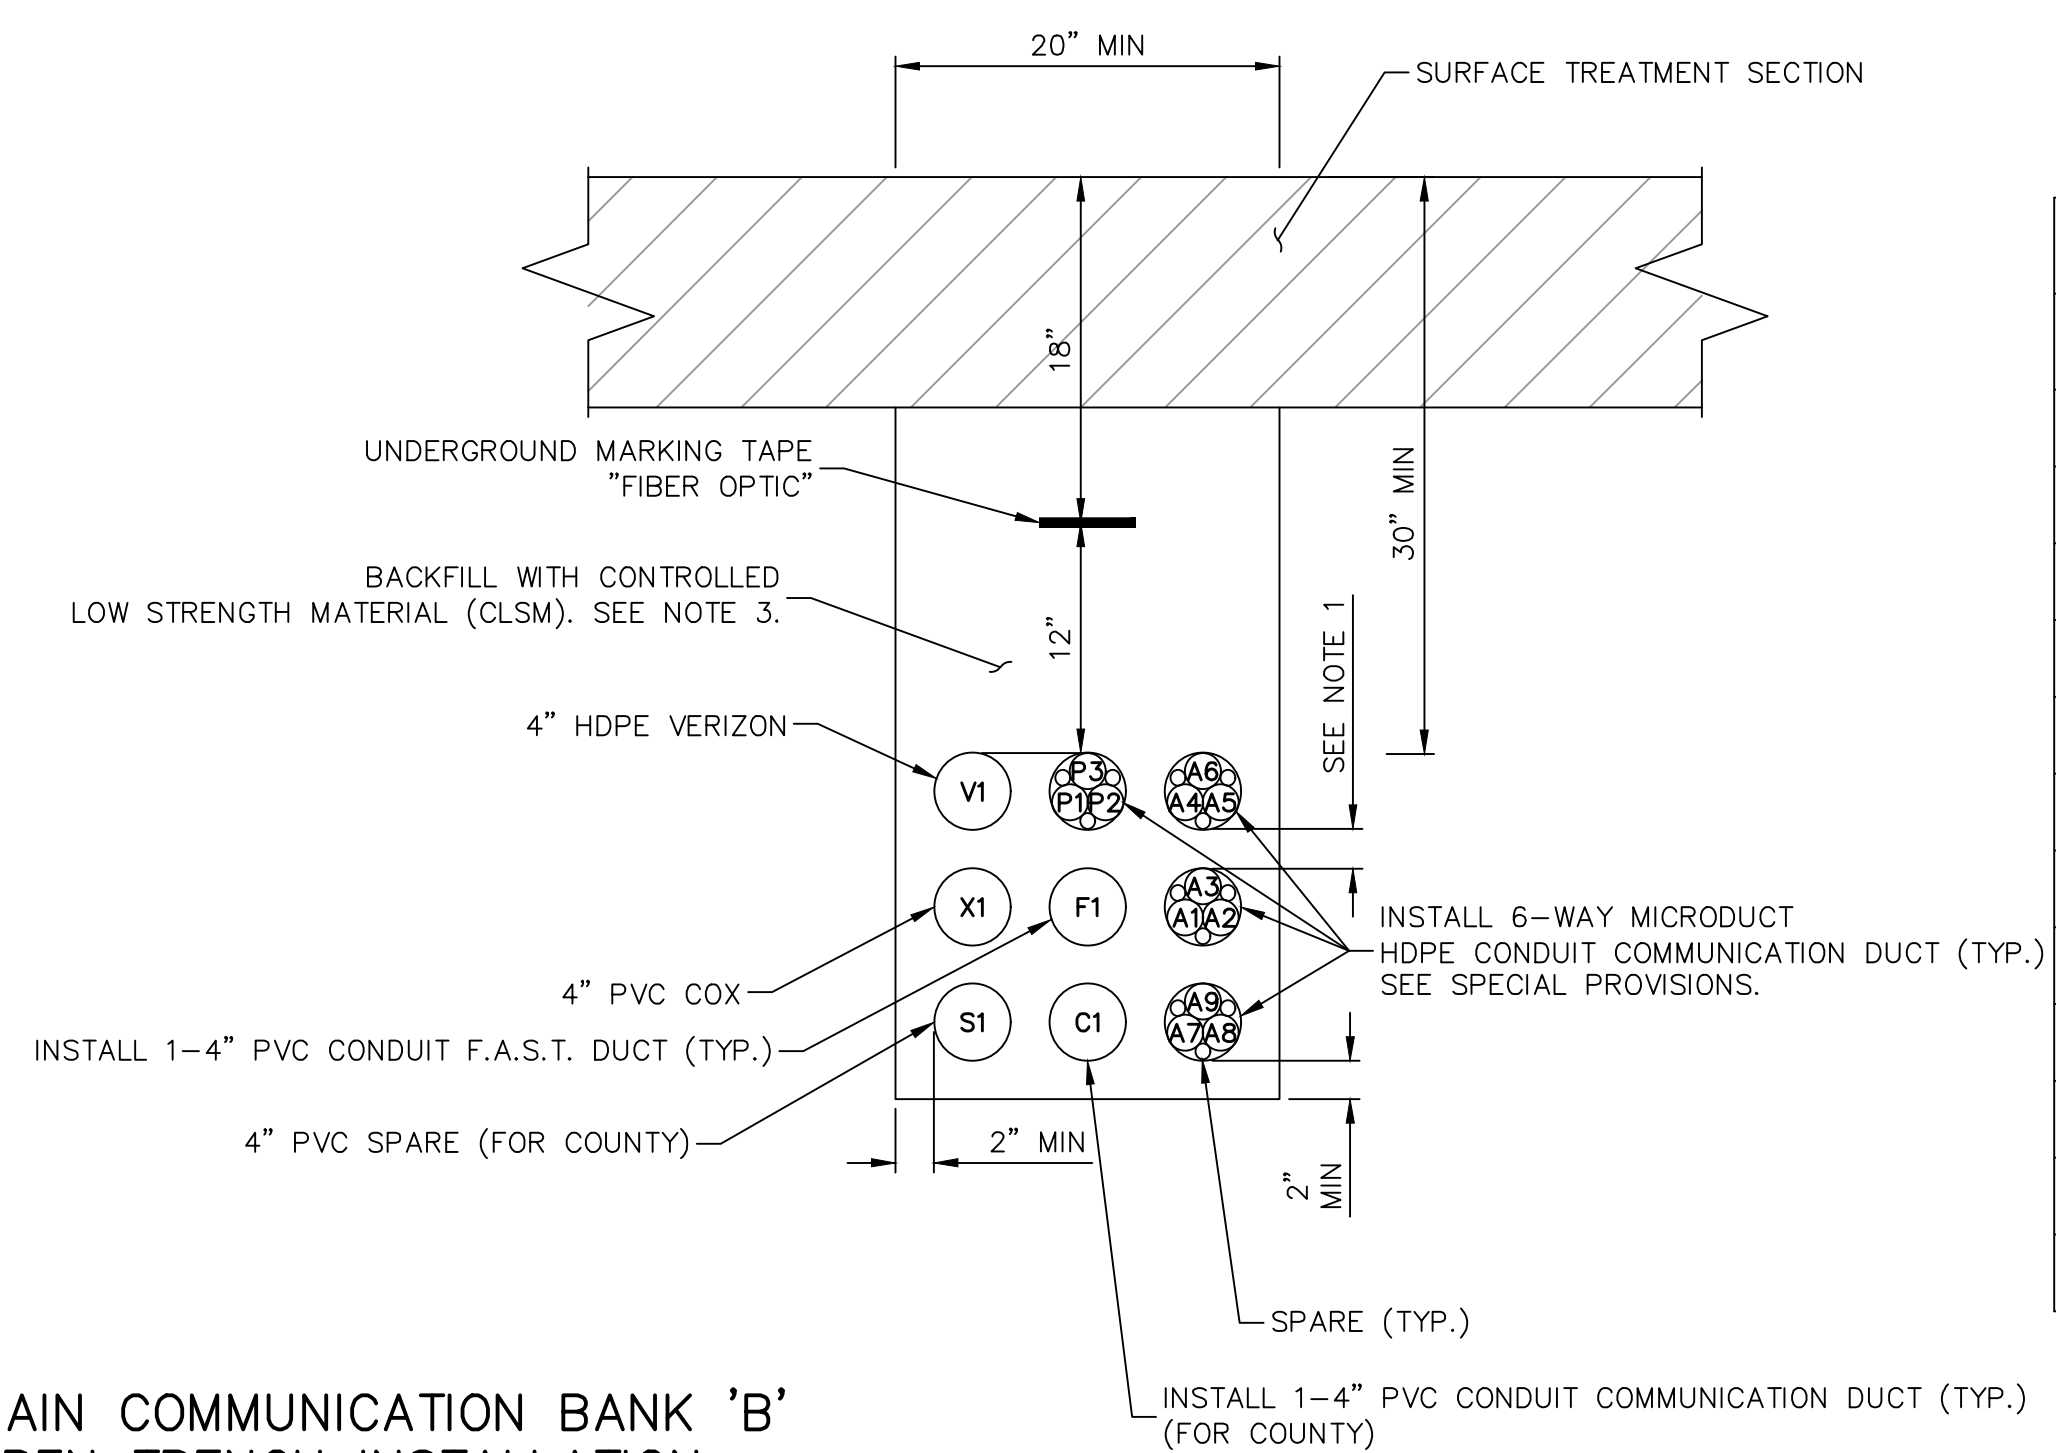 20” MIN
SURFACE TREATMENT SECTION
18”
UNDERGROUND MARKING TAPE
”FIBER OPTIC”
30” MIN
BACKFILL WITH CONTROLLED
LOW STRENGTH MATERIAL (CLSM). SEE NOTE 3.
12”
SEE NOTE 1
4” HDPE VERIZON
V1
P3
P1 P2
A6
A4 A5
X1
F1
A3
A1 A2
INSTALL 6-WAY MICRODUCT
HDPE CONDUIT COMMUNICATION DUCT (TYP.)
SEE SPECIAL PROVISIONS.
4” PVC COX
S1
C1
A9
A7 A8
INSTALL 1-4” PVC CONDUIT F.A.S.T. DUCT (TYP.)
4” PVC SPARE (FOR COUNTY)
2” MIN
2”
MIN
SPARE (TYP.)
INSTALL 1-4” PVC CONDUIT COMMUNICATION DUCT (TYP.)
(FOR COUNTY)
AIN COMMUNICATION BANK 'B'
TRENCH INSTALLATION